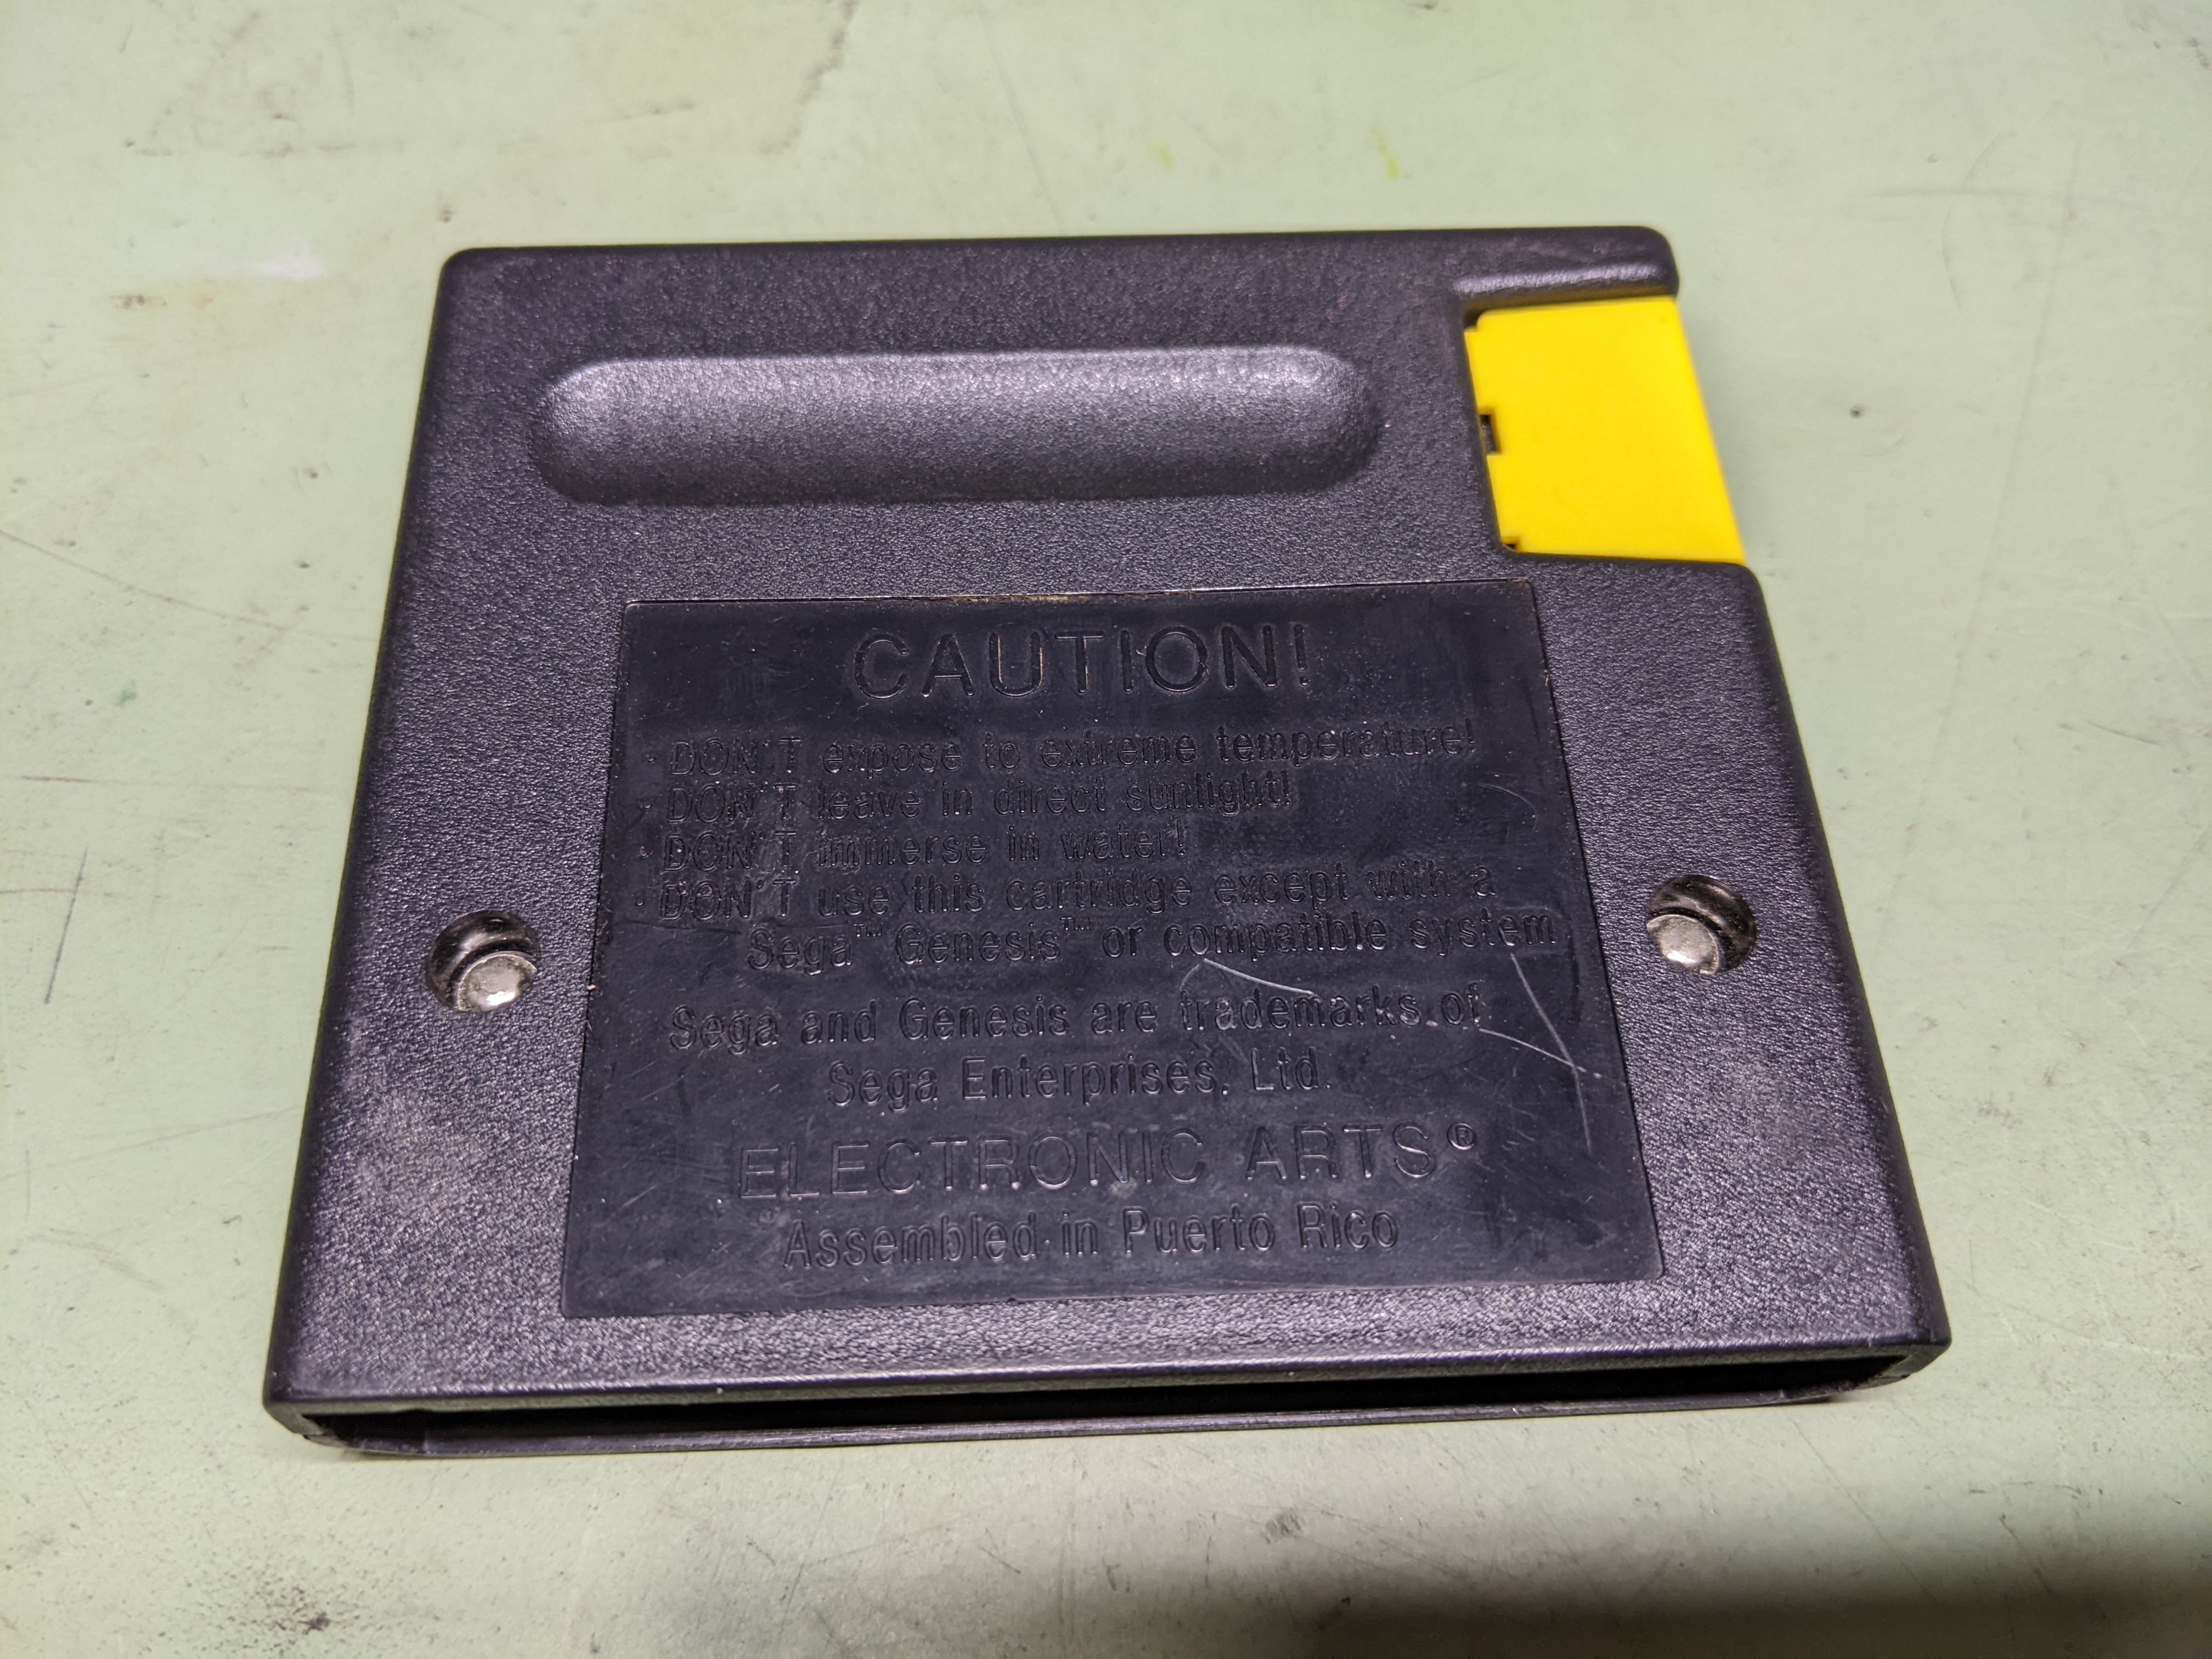 CAUTION!
- DON'T expose to extreme temperature!
- DON'T leave in direct sunlight!
- DON'T immerse in water!
- DON'T use this cartridge except with a
Sega™ Genesis™ or compatible system
Sega and Genesis are trademarks of
Sega Enterprises, Ltd.
ELECTRONIC ARTS®
Assembled in Puerto Rico